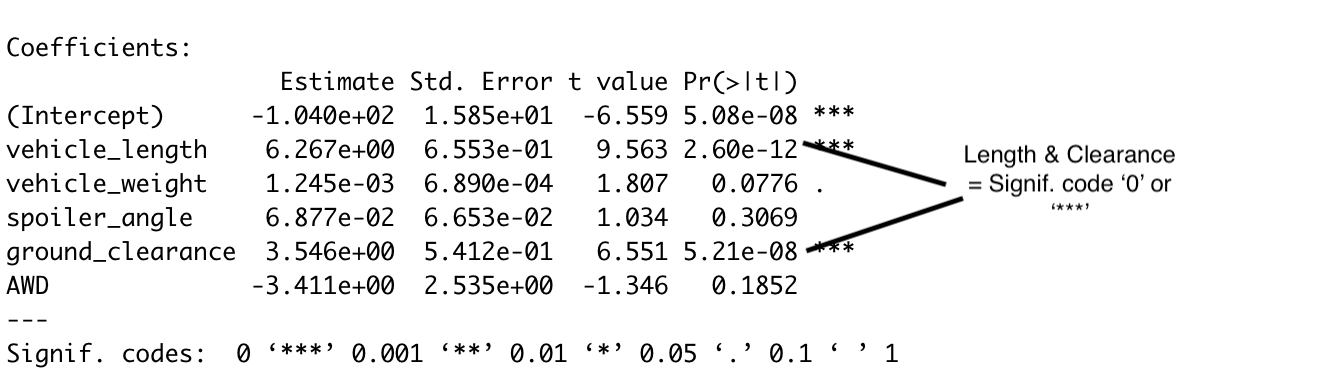 Coefficients:
Estimate Std. Error t value Pr(>|t|)
(Intercept) -1.040e+02 1.585e+01 -6.559 5.08e-08 ***
vehicle_length 6.267e+00 6.553e-01 9.563 2.60e-12 ***
vehicle_weight 1.245e-03 6.890e-04 1.807 0.0776 .
spoiler_angle 6.877e-02 6.653e-02 1.034 0.3069
ground_clearance 3.546e+00 5.412e-01 6.551 5.21e-08 ***
AWD -3.411e+00 2.535e+00 -1.346 0.1852
---
Signif. codes: 0 ‘***’ 0.001 ‘**’ 0.01 ‘*’ 0.05 ‘.’ 0.1 ‘ ’ 1
Length & Clearance
= Signif. code ‘0’ or
‘***’